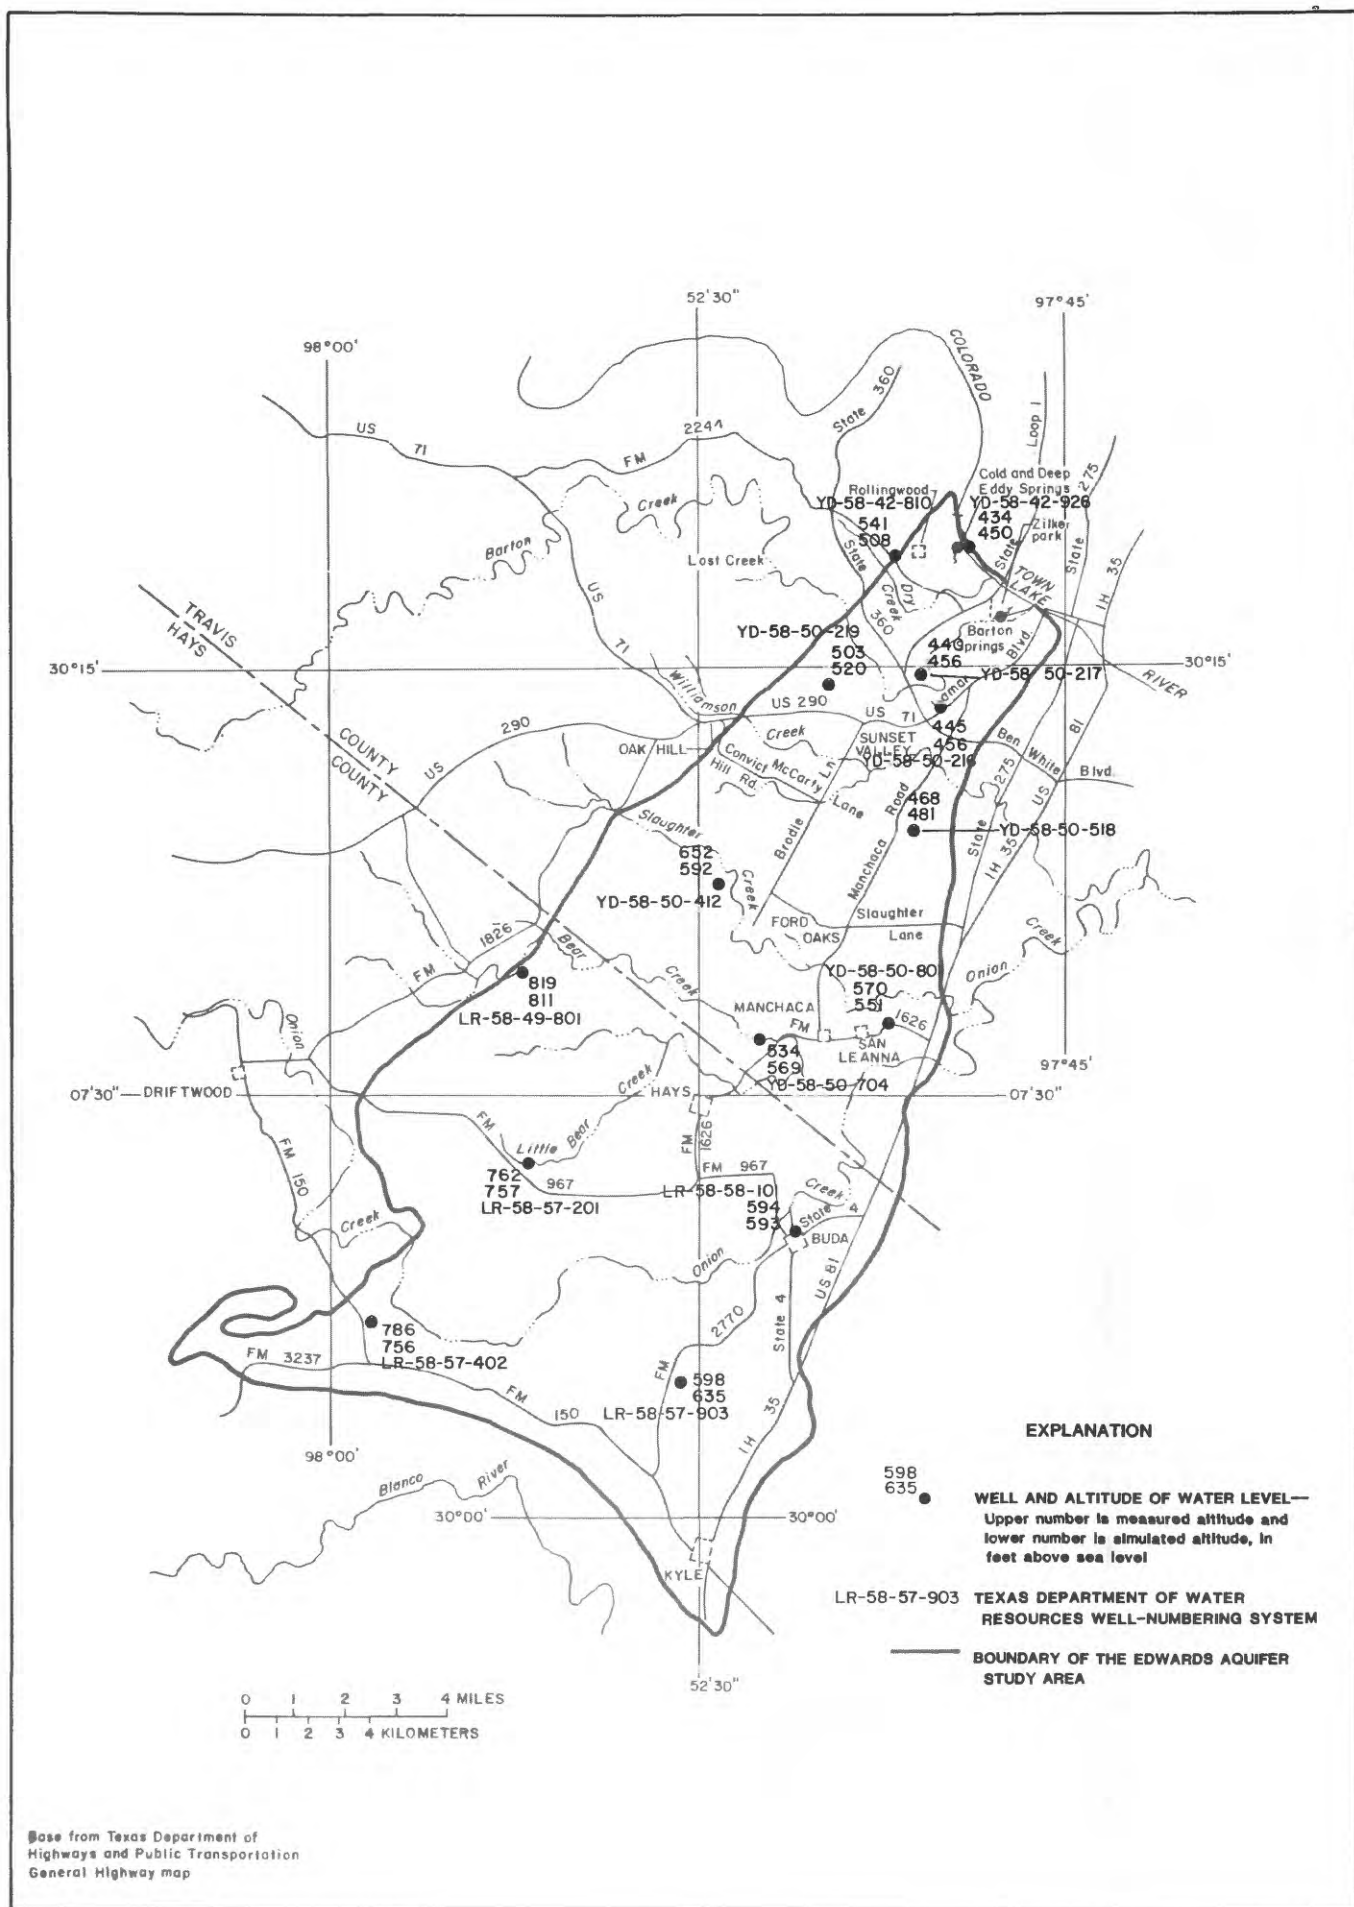 52'30"
97°45'
98°00'
COLORADO
State 360
US 71
FM 2244
Loop 1
275
Creek
Barton
Lost Creek
Rollingwood
YD-58-42-810
541
508
Cold and Deep
Eddy Springs
YD-58-42-926
434
450
Zilker
park
State
State
IH 35
TOWN
LAKE
State
Dry
Creek
360
US
71
TRAVIS
HAYS
YD-58-50-219
503
520
Barton
Springs
440
456
YD-58 50-217
Blvd.
Lamar
30°15'
30°15'
RIVER
Williamson
Creek
US 290
US 71
290
US
COUNTY
COUNTY
OAK HILL
SUNSET
VALLEY
445
456
YD-58-50-216
Ben White Blvd.
81
US
Convict
Hill Rd.
McCarty
Lane
Brodie Ln
Manchaca Road
468
481
YD-58-50-518
State 275
IH 35
Slaughter
Creek
652
592
YD-58-50-412
FORD
OAKS
Slaughter
Lane
Onion Creek
FM 1826
Bear
Creek
819
811
LR-58-49-801
YD-58-50-801
570
551
MANCHACA
FM
1626
SAN
LEANNA
534
569
YD-58-50-704
97°45'
Onion
DRIFTWOOD
07'30"
07'30"
HAYS
Little Bear Creek
FM
967
FM 1626
FM 967
762
757
LR-58-57-201
LR-58-58-101
594
593
Creek
State 4
BUDA
FM 150
Creek
Onion
US 81
2770
State 4
786
756
LR-58-57-402
FM 3237
FM
150
FM
598
635
LR-58-57-903
IH 35
98°00'
Blanco River
30°00'
30°00'
KYLE
52'30"
EXPLANATION
598
635
WELL AND ALTITUDE OF WATER LEVEL—
Upper number is measured altitude and
lower number is simulated altitude, in
feet above sea level
LR-58-57-903 TEXAS DEPARTMENT OF WATER
RESOURCES WELL-NUMBERING SYSTEM
BOUNDARY OF THE EDWARDS AQUIFER
STUDY AREA
0 1 2 3 4 MILES
0 1 2 3 4 KILOMETERS
Base from Texas Department of
Highways and Public Transportation
General Highway map